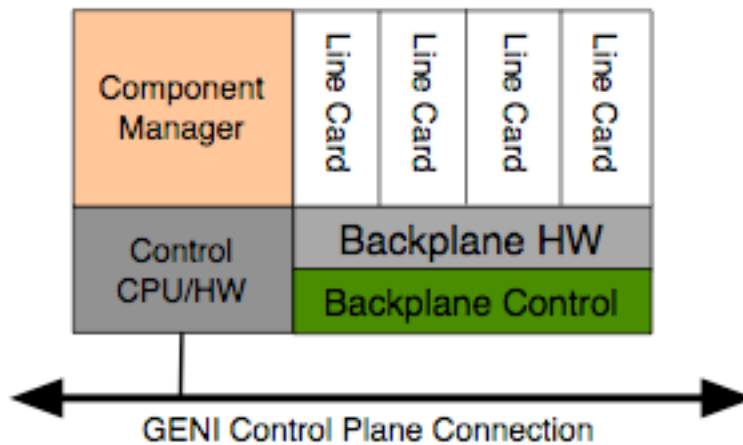 Component
Manager
Line Card
Line Card
Line Card
Line Card
Control
CPU/HW
Backplane HW
Backplane Control
GENI Control Plane Connection